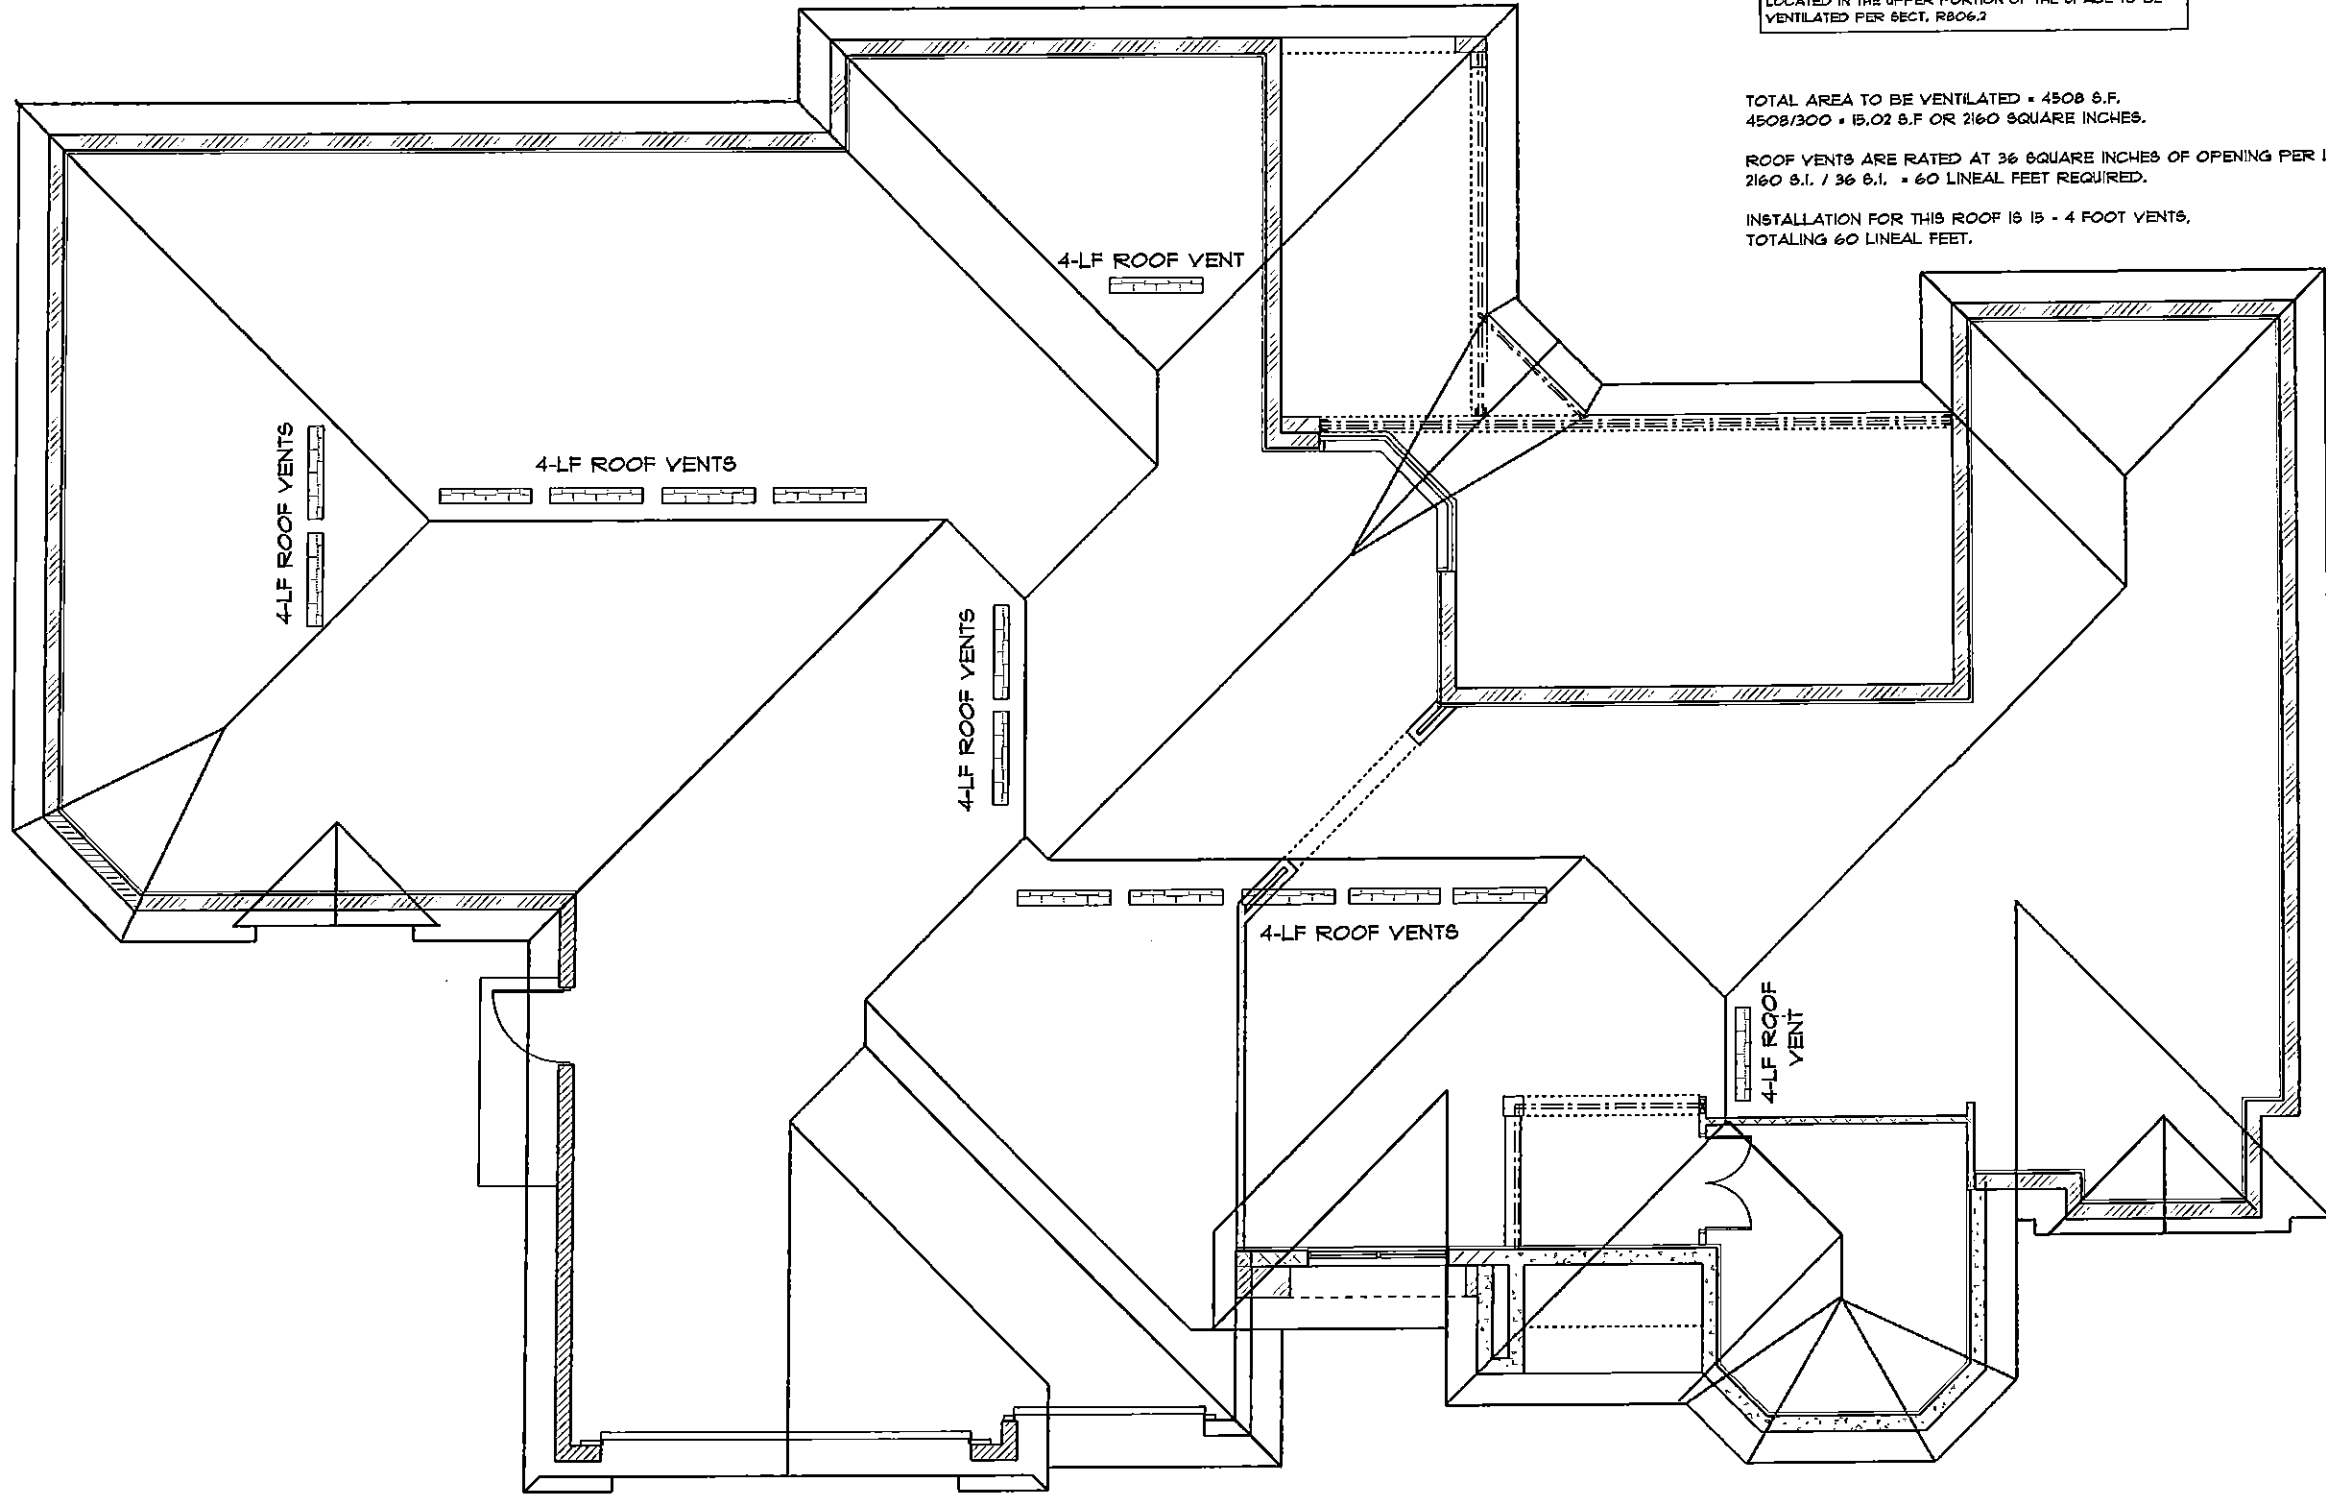 LOCATED IN THE UPPER PORTION OF THE SPACE TO BE
VENTILATED PER SECT. R806.2
TOTAL AREA TO BE VENTILATED = 4508 S.F.
4508/300 = 15.02 S.F OR 2160 SQUARE INCHES.
ROOF VENTS ARE RATED AT 36 SQUARE INCHES OF OPENING PER
2160 S.I. / 36 S.I. = 60 LINEAL FEET REQUIRED.
INSTALLATION FOR THIS ROOF IS 15 - 4 FOOT VENTS,
TOTALING 60 LINEAL FEET.
4-LF ROOF VENT
4-LF ROOF VENTS
4-LF ROOF VENTS
4-LF ROOF VENTS
4-LF ROOF VENTS
4-LF ROOF
VENT